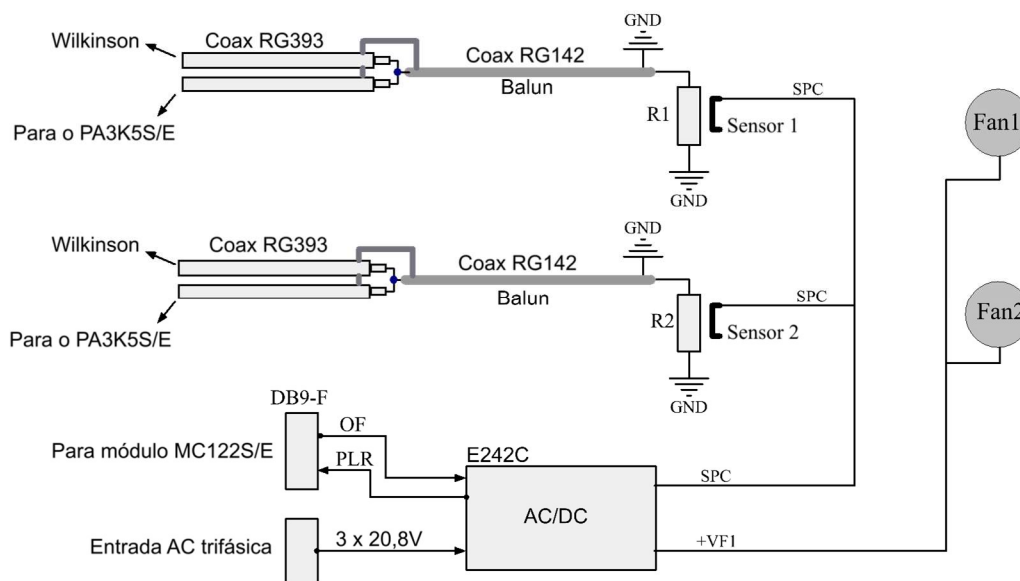 GND
Wilkinson
Coax RG393
Coax RG142
Balun
SPC
R1
Sensor 1
Fan1
Para o PA3K5S/E
GND
GND
Wilkinson
Coax RG393
Coax RG142
Balun
SPC
R2
Sensor 2
Fan2
Para o PA3K5S/E
GND
DB9-F
OF
Para módulo MC122S/E
PLR
E242C
SPC
AC/DC
Entrada AC trifásica
3 x 20,8V
+VF1